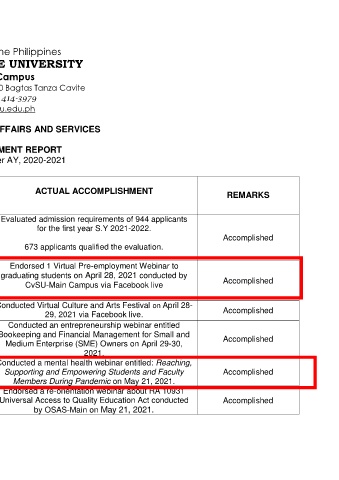 he Philippines
E UNIVERSITY
Campus
Bagtas Tanza Cavite
414-3979
u.edu.ph
FFAIRS AND SERVICES
MENT REPORT
er AY, 2020-2021
ACTUAL ACCOMPLISHMENT
REMARKS
Evaluated admission requirements of 944 applicants
for the first year S.Y 2021-2022.
673 applicants qualified the evaluation.
Accomplished
Endorsed 1 Virtual Pre-employment Webinar to
graduating students on April 28, 2021 conducted by
CvSU-Main Campus via Facebook live
Accomplished
Conducted Virtual Culture and Arts Festival on April 28-
29, 2021 via Facebook live.
Accomplished
Conducted an entrepreneurship webinar entitled
Bookeeping and Financial Management for Small and
Medium Enterprise (SME) Owners on April 29-30,
2021.
Accomplished
Conducted a mental health webinar entitled: Reaching,
Supporting and Empowering Students and Faculty
Members During Pandemic on May 21, 2021.
Accomplished
Endorsed a re-orientation webinar about RA 10931
Universal Access to Quality Education Act conducted
by OSAS-Main on May 21, 2021.
Accomplished